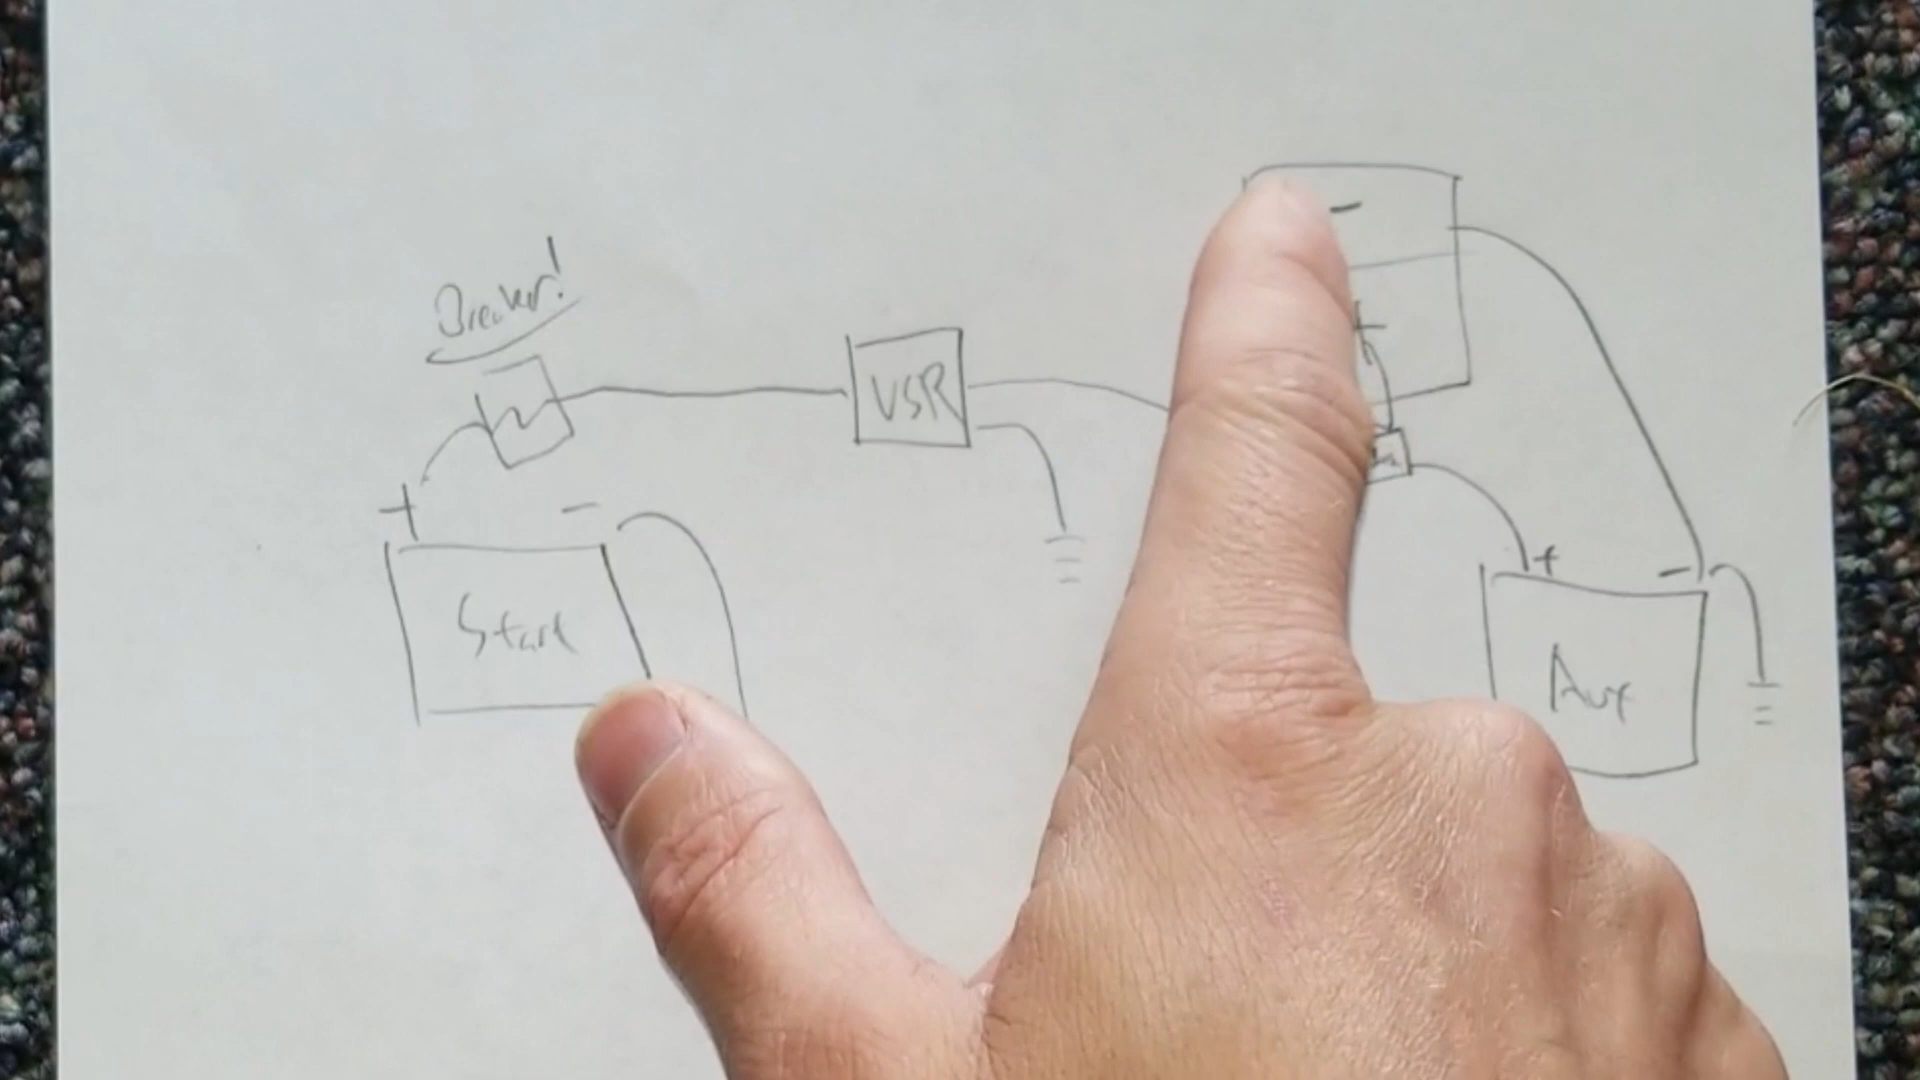 Breaker!
-
+
VSR
+ -
Start
+ -
Aux